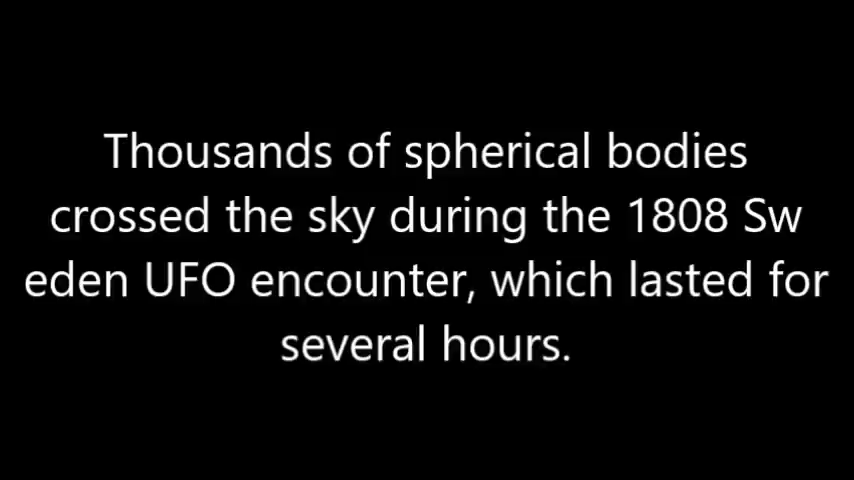 Thousands of spherical bodies
crossed the sky during the 1808 Sw
eden UFO encounter, which lasted for
several hours.